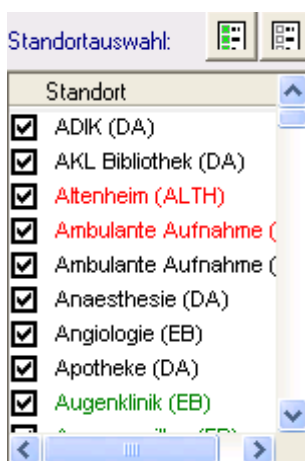 Standortauswahl:
Standort
ADIK (DA)
AKL Bibliothek (DA)
Altenheim (ALTH)
Ambulante Aufnahme (
Ambulante Aufnahme (
Anaesthesie (DA)
Angiologie (EB)
Apotheke (DA)
Augenklinik (EB)